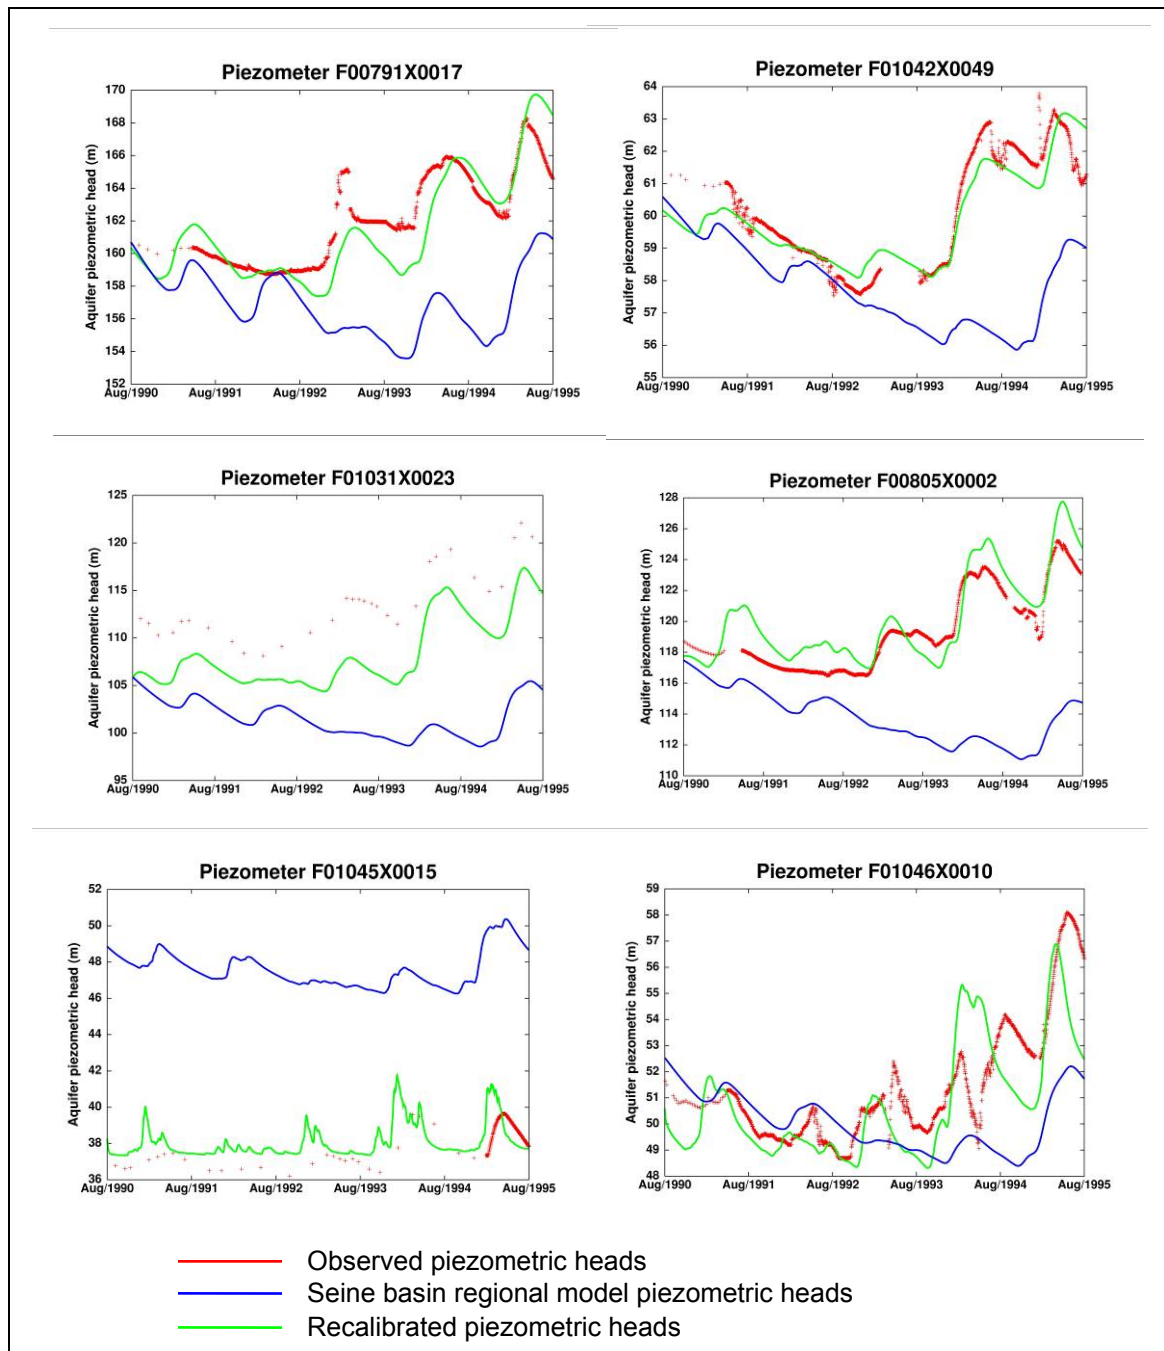 Piezometer F00791X0017
Aquifer piezometric head (m)
170
168
166
164
162
160
158
156
154
152
Aug/1990 Aug/1991 Aug/1992 Aug/1993 Aug/1994 Aug/1995
Piezometer F01042X0049
Aquifer piezometric head (m)
64
63
62
61
60
59
58
57
56
55
Aug/1990 Aug/1991 Aug/1992 Aug/1993 Aug/1994 Aug/1995
Piezometer F01031X0023
Aquifer piezometric head (m)
125
120
115
110
105
100
95
Aug/1990 Aug/1991 Aug/1992 Aug/1993 Aug/1994 Aug/1995
Piezometer F00805X0002
Aquifer piezometric head (m)
128
126
124
122
120
118
116
114
112
110
Aug/1990 Aug/1991 Aug/1992 Aug/1993 Aug/1994 Aug/1995
Piezometer F01045X0015
Aquifer piezometric head (m)
52
50
48
46
44
42
40
38
36
Aug/1990 Aug/1991 Aug/1992 Aug/1993 Aug/1994 Aug/1995
Piezometer F01046X0010
Aquifer piezometric head (m)
59
58
57
56
55
54
53
52
51
50
49
48
Aug/1990 Aug/1991 Aug/1992 Aug/1993 Aug/1994 Aug/1995
Observed piezometric heads
Seine basin regional model piezometric heads
Recalibrated piezometric heads